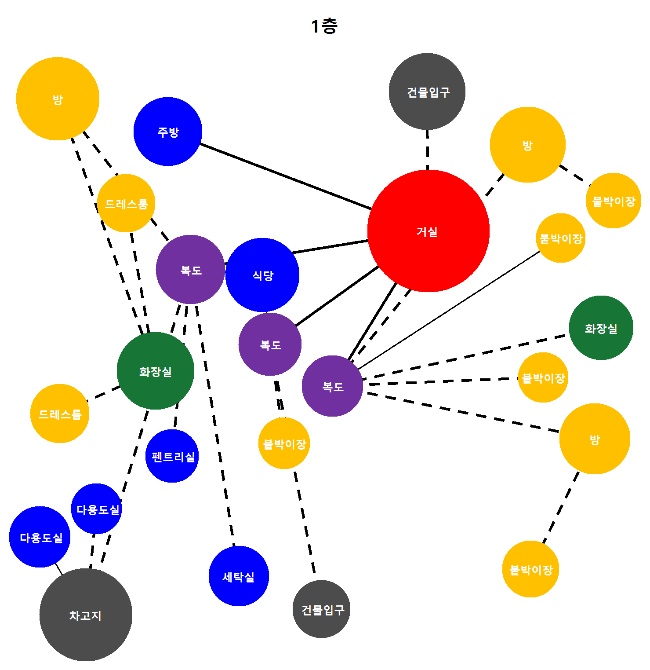 1층
건물입구
방
주방
방
붙박이장
드레스룸
거실
붙박이장
복도
식당
화장실
복도
화장실
복도
붙박이장
드레스룸
방
붙박이장
펜트리실
다용도실
다용도실
붙박이장
세탁실
건물입구
차고지